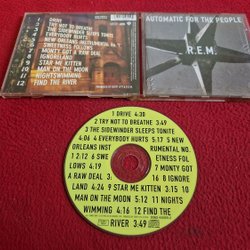 DRIVE
TRY NOT TO BREATHE
THE SIDEWINDER SLEEPS TONITE
EVERYBODY HURTS
NEW ORLEANS INSTRUMENTAL
SWEETNESS FOLLOWS
MONTY GOT A RAW DEAL
IGNORELAND
STAR ME KITTEN
MAN ON THE MOON
NIGHTSWIMMING
FIND THE RIVER
AUTOMATIC FOR THE PEOPLE
R.E.M.
1 DRIVE 4:30
2 TRY NOT TO BREATHE 3:49
3 THE SIDEWINDER SLEEPS TONITE
4:06 4 EVERYBODY HURTS 5:17 5 NEW
ORLEANS INST RUMENTAL NO.
1 2:12 6 SWE ETNESS FOL
LOWS 4:19 7 MONTY GOT
A RAW DEAL 3:16 8 IGNORE
LAND 4:24 9 STAR ME KITTEN 3:15 10
MAN ON THE MOON 5:12 11 NIGHTS
WIMMING 4:16 12 FIND THE
RIVER 3:49